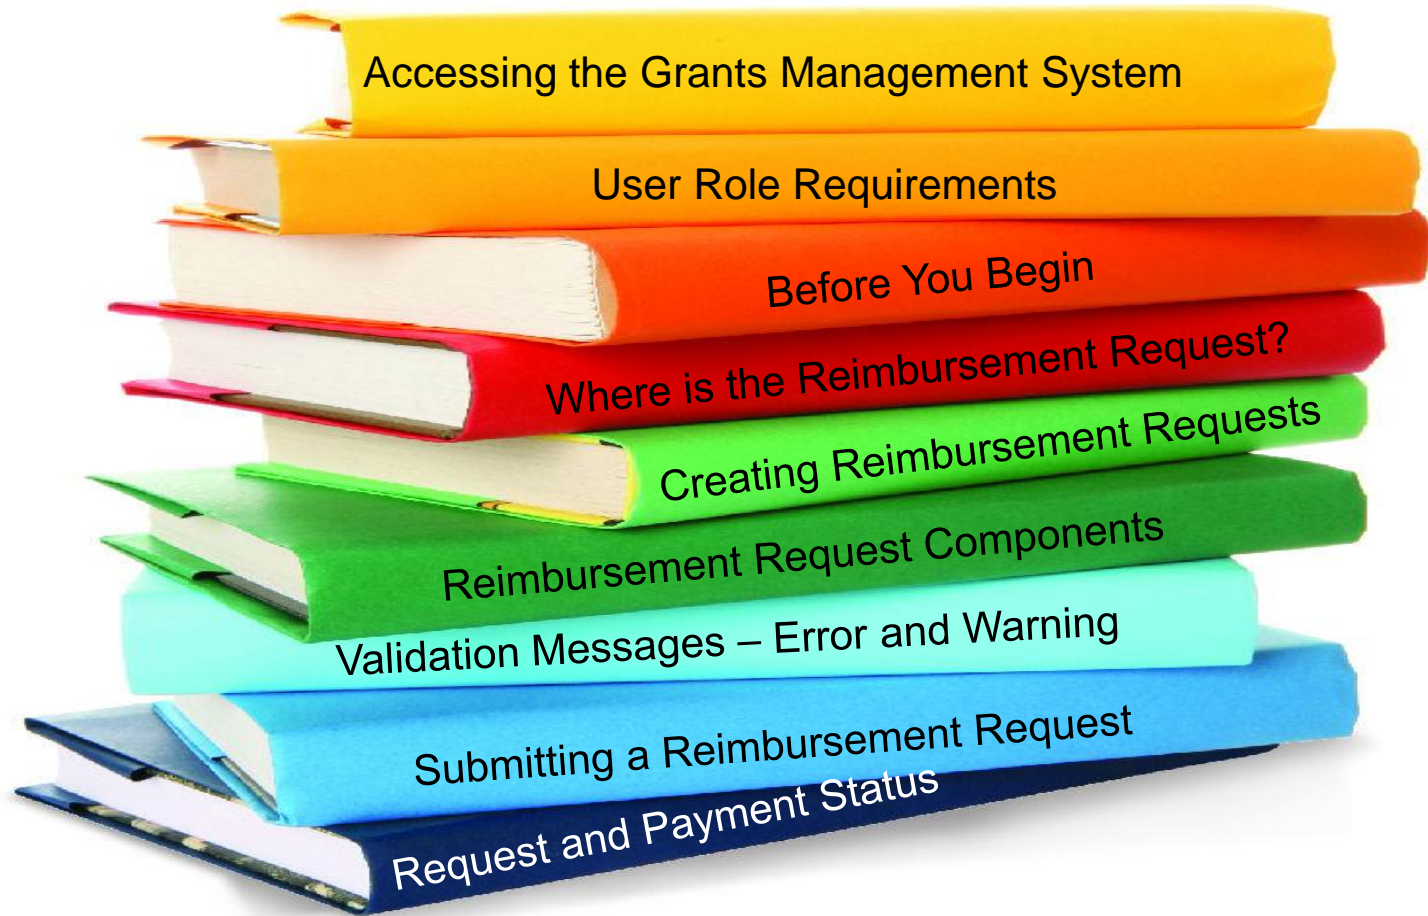 Accessing the Grants Management System
User Role Requirements
Before You Begin
Where is the Reimbursement Request?
Creating Reimbursement Requests
Reimbursement Request Components
Validation Messages – Error and Warning
Submitting a Reimbursement Request
Request and Payment Status